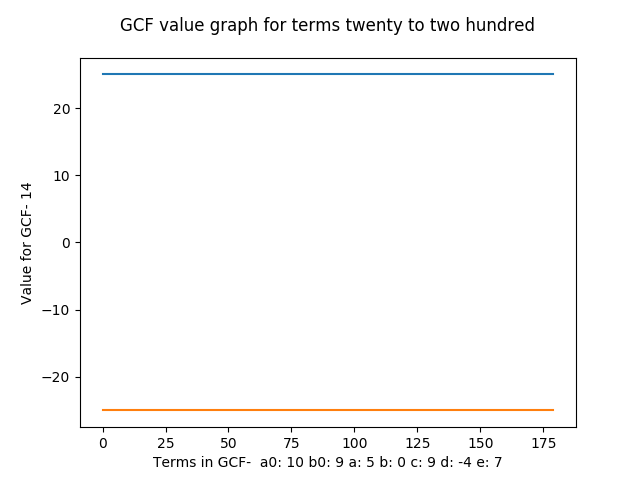 GCF value graph for terms twenty to two hundred
Value for GCF- 14
20
10
0
−10
−20
0 25 50 75 100 125 150 175
Terms in GCF-  a0: 10 b0: 9 a: 5 b: 0 c: 9 d: -4 e: 7